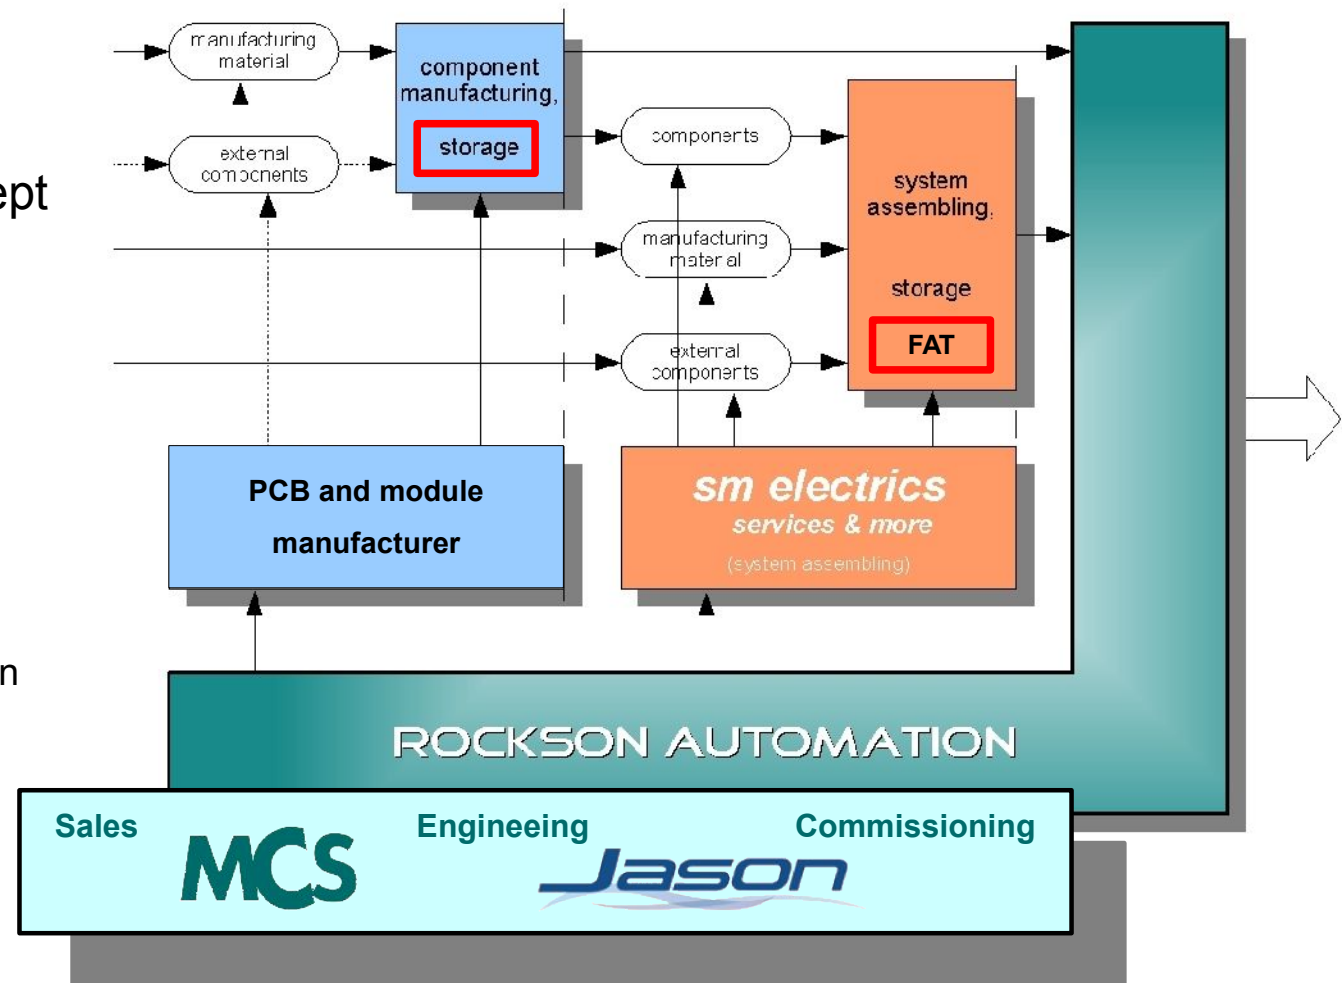 manufacturing
material
component
manufacturing,
storage
external
components
ept
components
system
assembling,
manufacturing
material
storage
FAT
external
components
PCB and module
manufacturer
sm electrics
services & more
(system assembling)
n
ROCKSON AUTOMATION
Sales
Engineeing
Commissioning
MCS
Jason